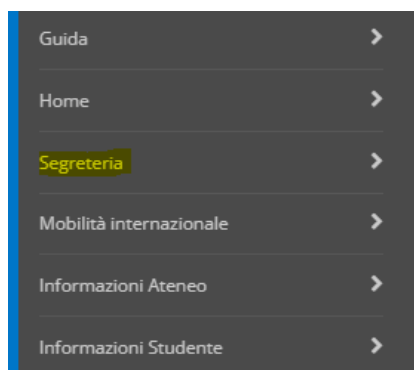 Guida
Home
Segreteria
Mobilità internazionale
Informazioni Ateneo
Informazioni Studente